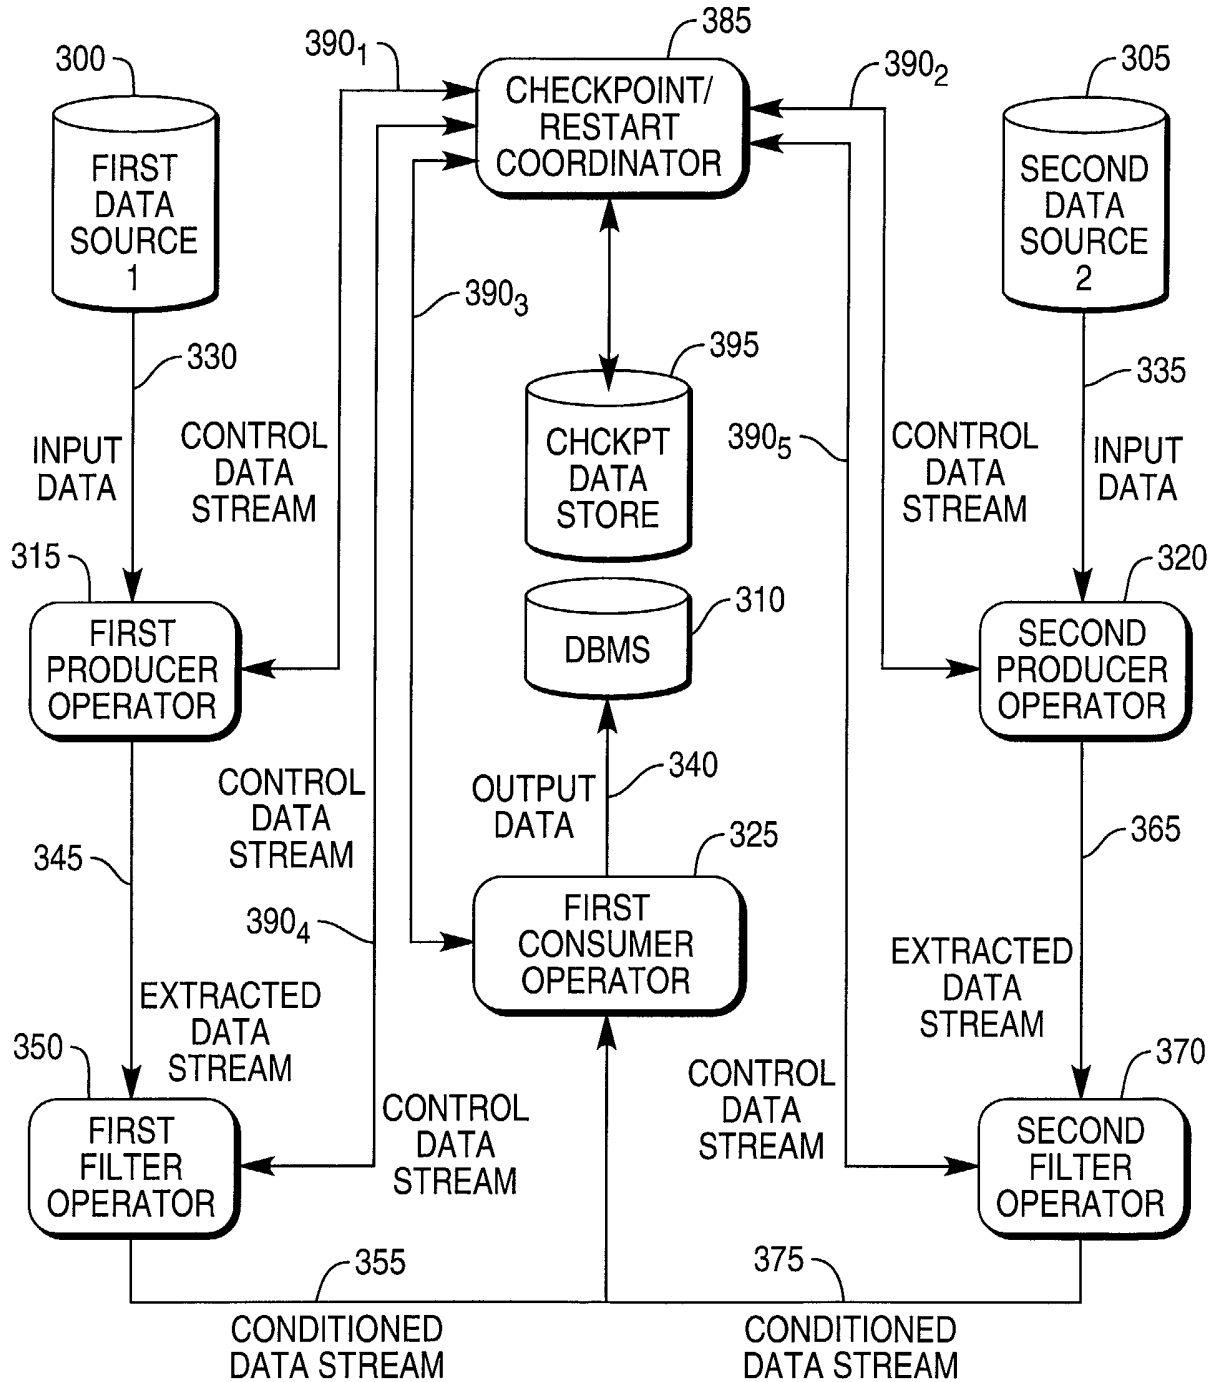 300
390₁
385
390₂
305
FIRST
DATA
SOURCE
1
CHECKPOINT/
RESTART
COORDINATOR
SECOND
DATA
SOURCE
2
390₃
330
395
335
INPUT
DATA
CONTROL
DATA
STREAM
CHCKPT
DATA
STORE
390₅
CONTROL
DATA
STREAM
INPUT
DATA
315
310
320
FIRST
PRODUCER
OPERATOR
DBMS
SECOND
PRODUCER
OPERATOR
CONTROL
DATA
STREAM
OUTPUT
DATA
340
345
325
365
390₄
FIRST
CONSUMER
OPERATOR
EXTRACTED
DATA
STREAM
EXTRACTED
DATA
STREAM
350
370
FIRST
FILTER
OPERATOR
CONTROL
DATA
STREAM
CONTROL
DATA
STREAM
SECOND
FILTER
OPERATOR
355
375
CONDITIONED
DATA STREAM
CONDITIONED
DATA STREAM